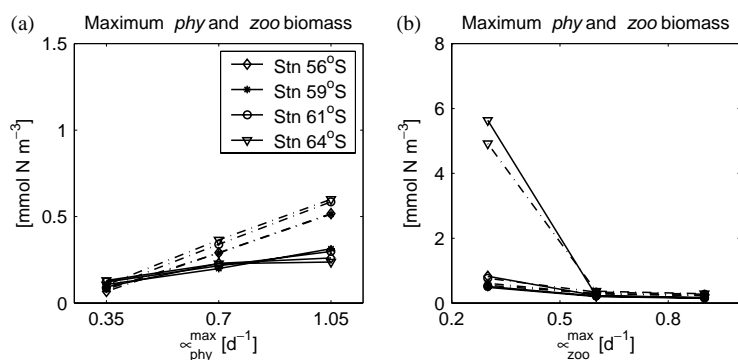 (a) Maximum phy and zoo biomass
1.5
1
0.5
0
[mmol N m−3]
Stn 56°S
Stn 59°S
Stn 61°S
Stn 64°S
0.35 0.7 1.05
∝ max phy [d−1]
(b) Maximum phy and zoo biomass
8
6
4
2
0
[mmol N m−3]
0.2 0.5 0.8
∝ max zoo [d−1]